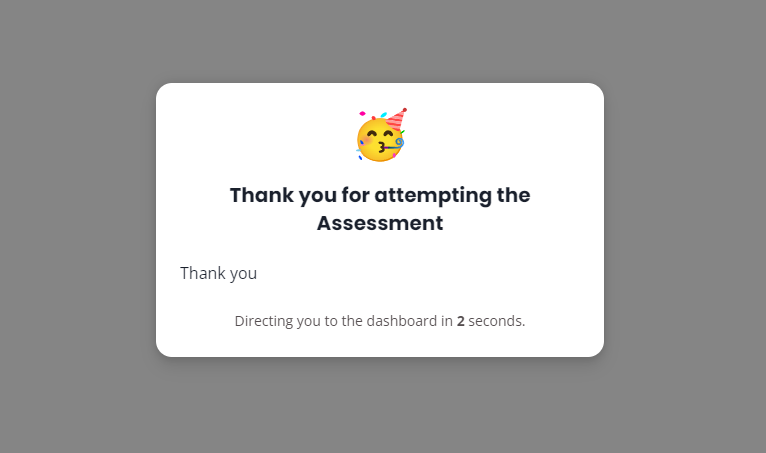 Thank you for attempting the
Assessment
Thank you
Directing you to the dashboard in 2 seconds.